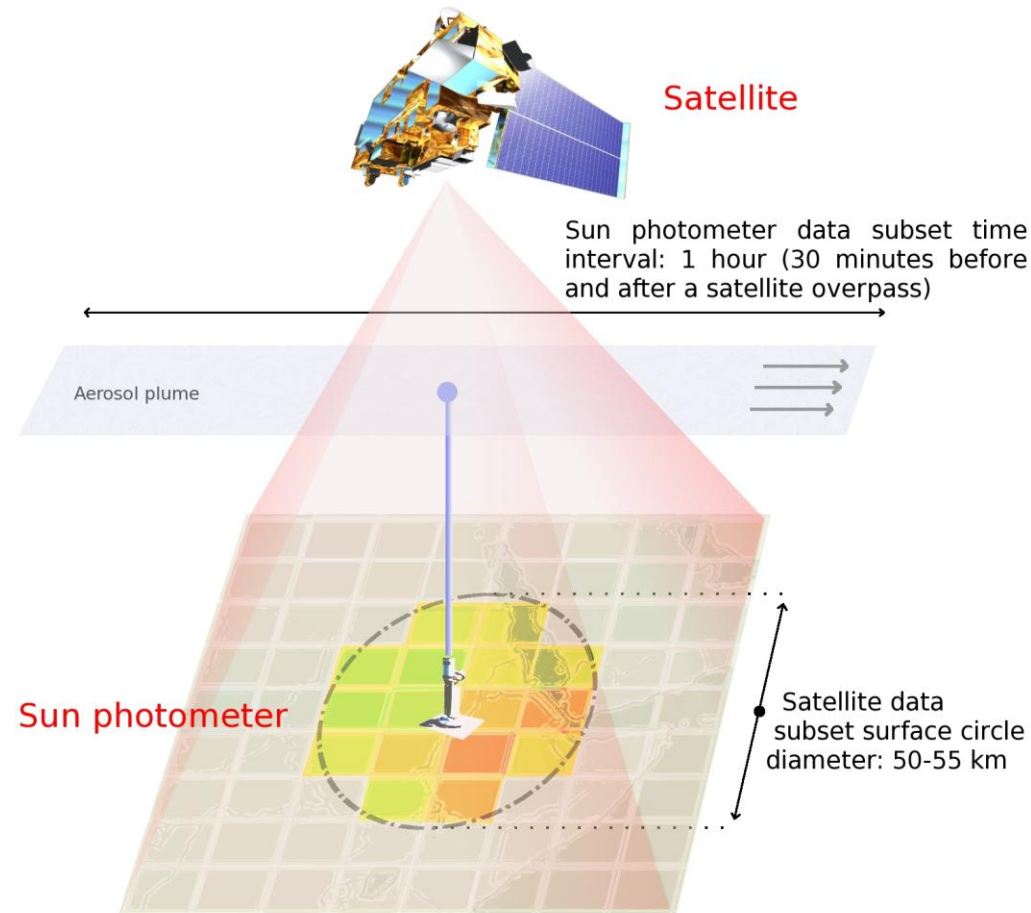 Satellite
Sun photometer data subset time
interval: 1 hour (30 minutes before
and after a satellite overpass)
Aerosol plume
Sun photometer
Satellite data
subset surface circle
diameter: 50-55 km